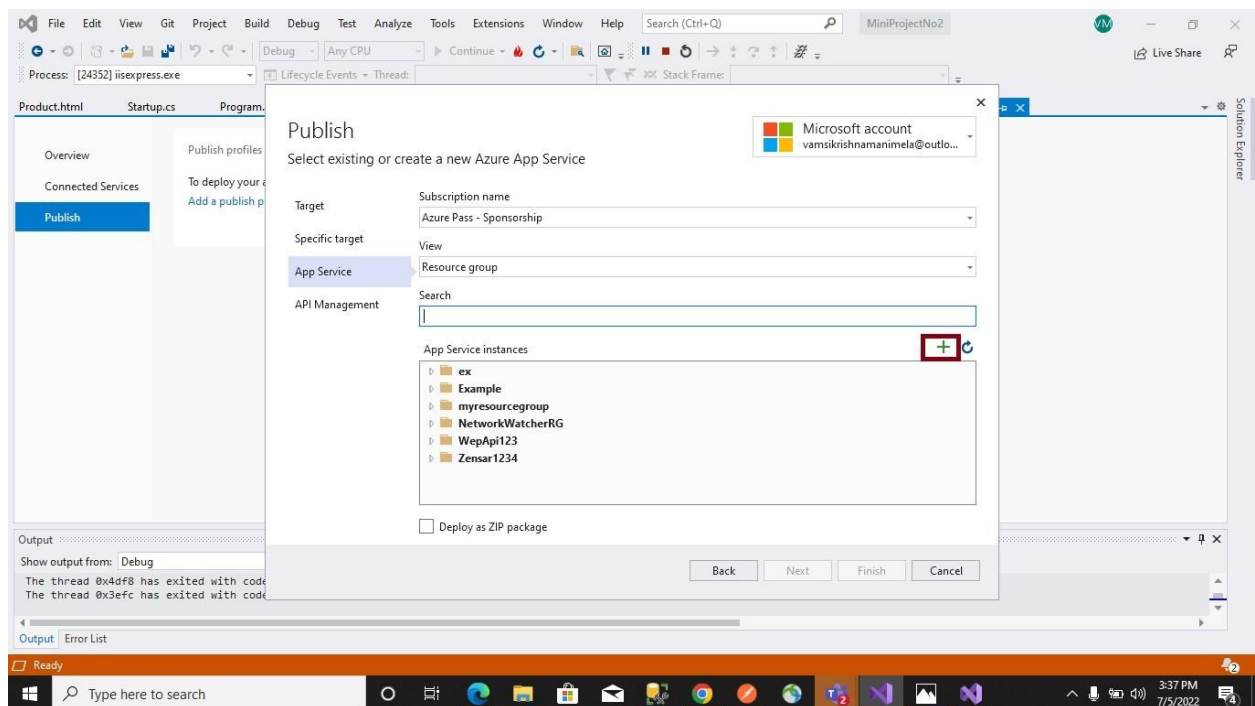 File Edit View Git Project Build Debug Test Analyze Tools Extensions Window Help Search (Ctrl+Q) MiniProjectNo2 VM
Debug Any CPU Continue Live Share
Process: [24352] iisexpress.exe Lifecycle Events Thread: Stack Frame:
Product.html Startup.cs Program.
Solution Explorer
Overview
Connected Services
Publish
Publish profiles
To deploy your a
Add a publish p
Publish
Select existing or create a new Azure App Service
Microsoft account
vamsikrishnamanimela@outlo...
Target
Specific target
App Service
API Management
Subscription name
Azure Pass - Sponsorship
View
Resource group
Search
App Service instances
ex
Example
myresourcegroup
NetworkWatcherRG
WepApi123
Zensar1234
Deploy as ZIP package
Back Next Finish Cancel
Output
Show output from: Debug
The thread 0x4df8 has exited with code
The thread 0x3efc has exited with code
Output Error List
Ready 2
Type here to search 2 3:37 PM
7/5/2022 4